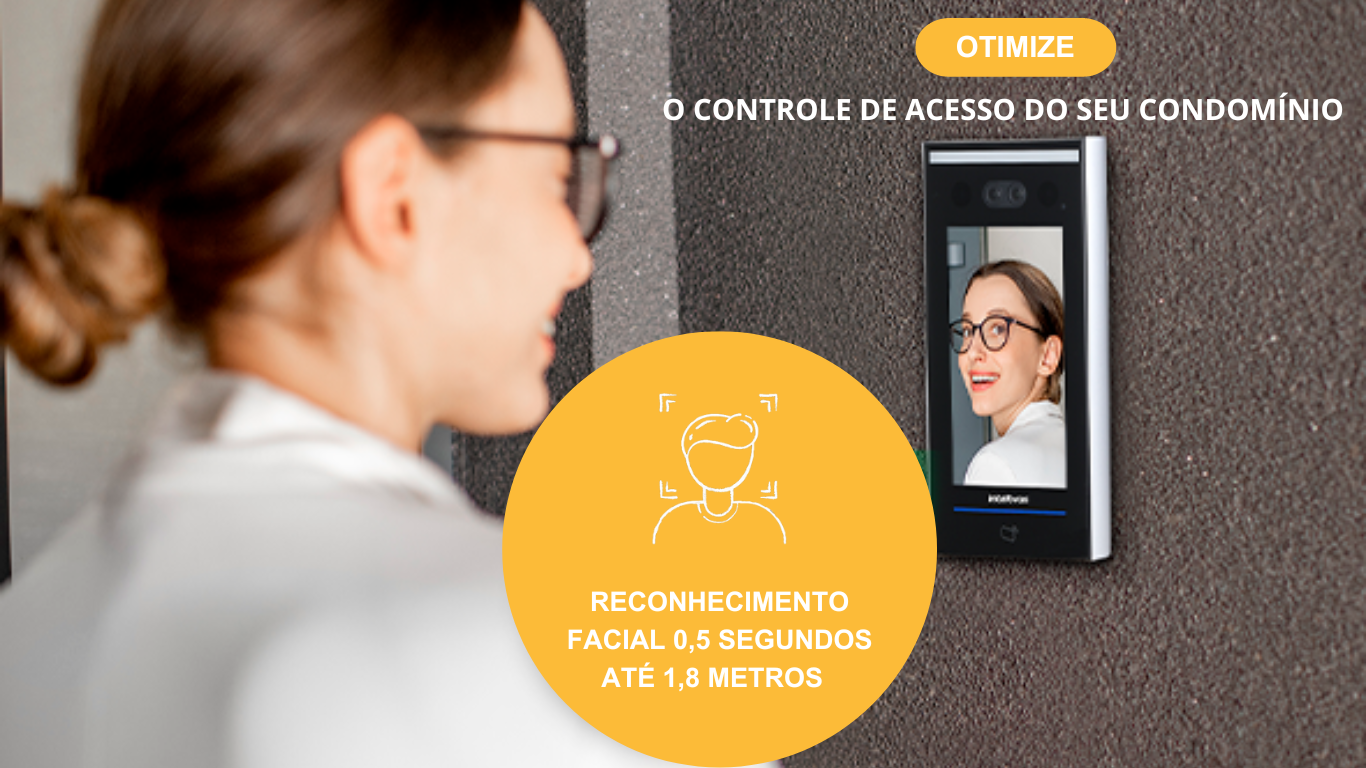 OTIMIZE
O CONTROLE DE ACESSO DO SEU CONDOMÍNIO
intelbras
RECONHECIMENTO
FACIAL 0,5 SEGUNDOS
ATÉ 1,8 METROS